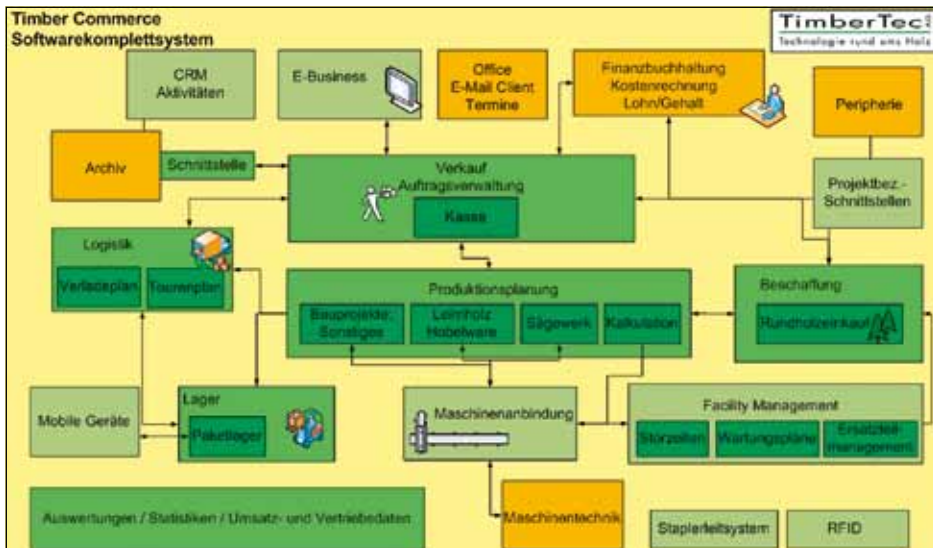 Timber Commerce
Softwarekomplettsystem
TimberTec
Technologie rund ums Holz
CRM
Aktivitäten
E-Business
Office
E-Mail Client
Termine
Finanzbuchhaltung
Kostenrechnung
Lohn/Gehalt
Peripherie
Archiv
Schnittstelle
Verkauf
Auftragsverwaltung
Kasse
Projektbez.-
Schnittstellen
Logistik
Verladeplan
Tourenplan
Produktionsplanung
Bauprojekte,
Sonstiges
Leimholz
Hobelware
Sägewerk
Kalkulation
Beschaffung
Rundholzeinkauf
Mobile Geräte
Lager
Paketlager
Maschinenanbindung
Facility Management
Störzeiten
Wartungspläne
Ersatzteil-
management
Auswertungen / Statistiken / Umsatz- und Vertriebsdaten
Maschinentechnik
Staplerleitsystem
RFID